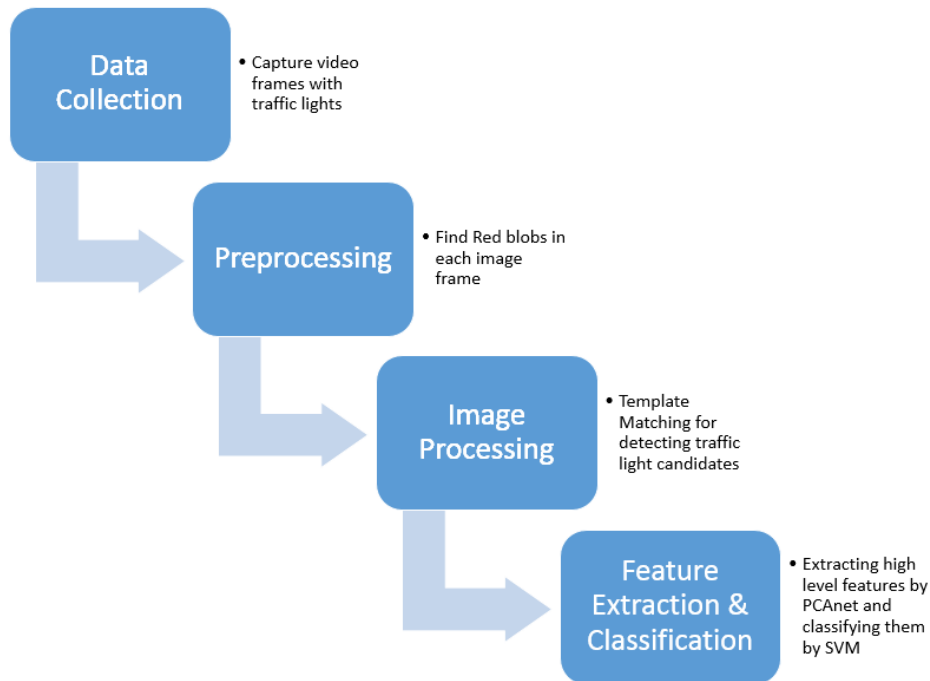 Data
Collection
• Capture video
frames with
traffic lights
Preprocessing
• Find Red blobs in
each image
frame
Image
Processing
• Template
Matching for
detecting traffic
light candidates
Feature
Extraction &
Classification
• Extracting high
level features by
PCAnet and
classifying them
by SVM